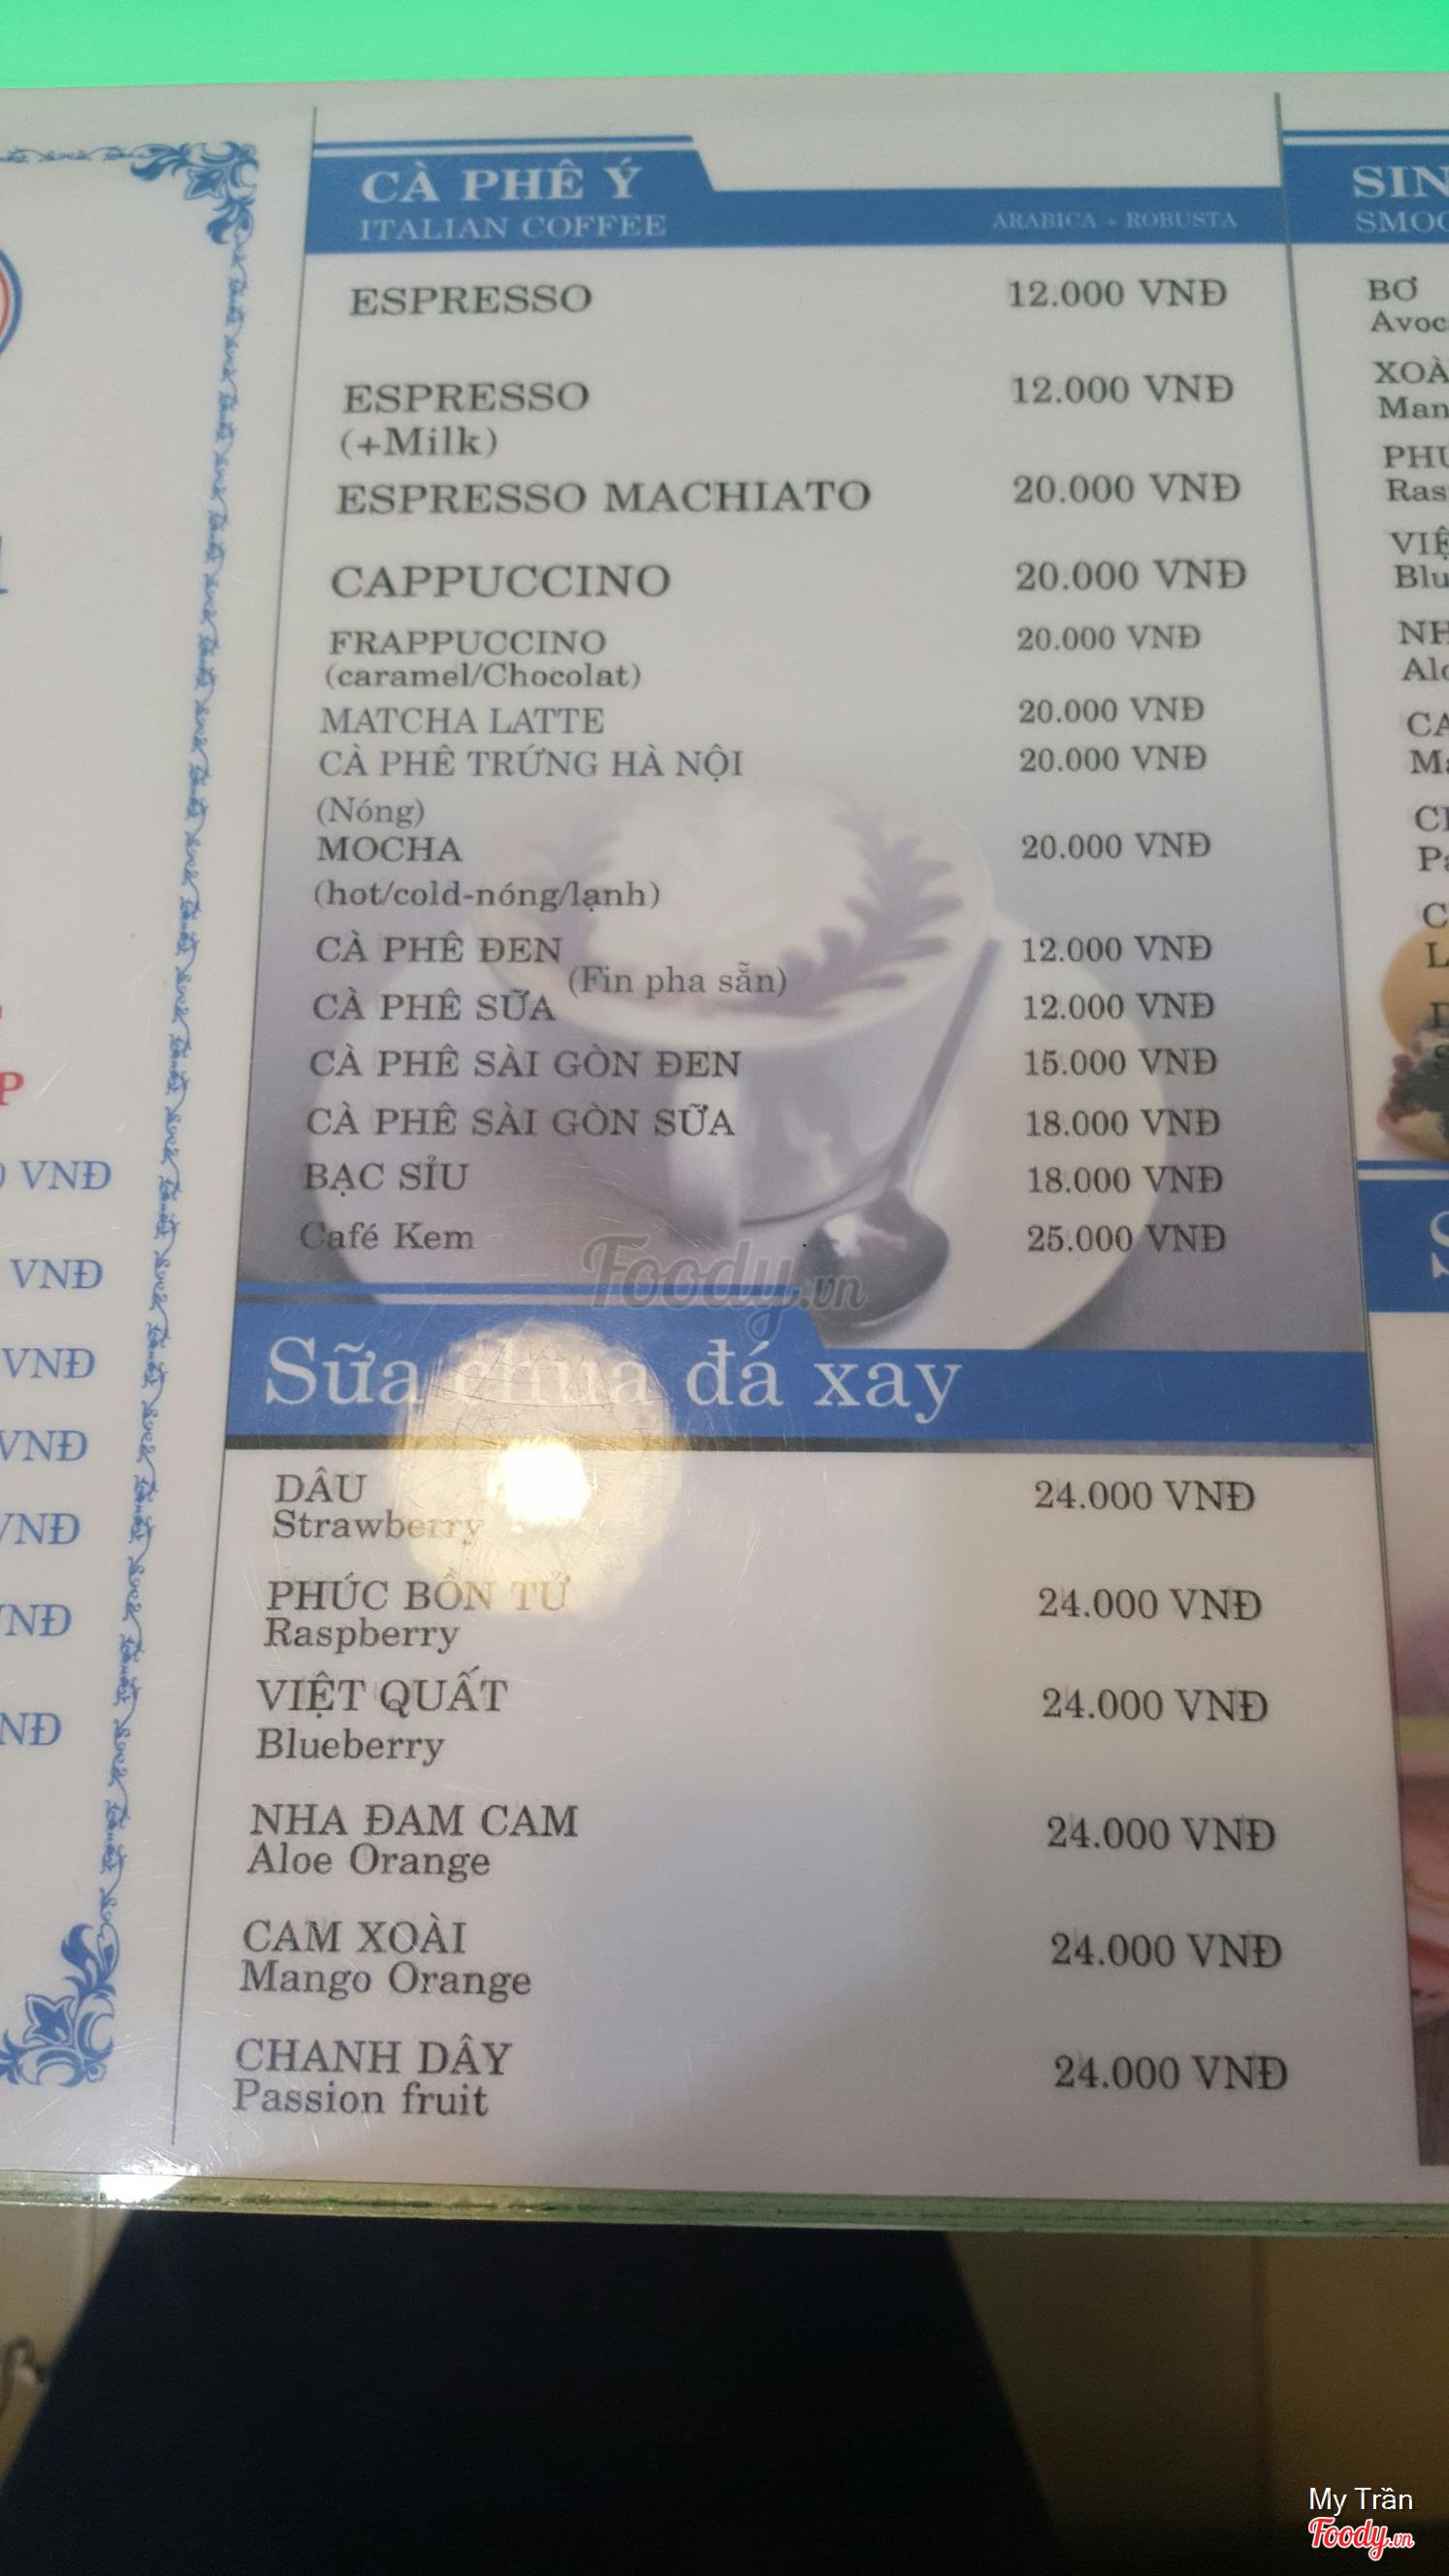 CÀ PHÊ Ý
ITALIAN COFFEE
ARABICA + ROBUSTA
ESPRESSO 12.000 VNĐ
ESPRESSO 12.000 VNĐ
(+Milk)
ESPRESSO MACHIATO 20.000 VNĐ
CAPPUCCINO 20.000 VNĐ
FRAPPUCCINO 20.000 VNĐ
(caramel/Chocolat)
MATCHA LATTE 20.000 VNĐ
CÀ PHÊ TRỨNG HÀ NỘI 20.000 VNĐ
(Nóng)
MOCHA 20.000 VNĐ
(hot/cold-nóng/lạnh)
CÀ PHÊ ĐEN 12.000 VNĐ
(Fin pha sẵn)
CÀ PHÊ SỮA 12.000 VNĐ
CÀ PHÊ SÀI GÒN ĐEN 15.000 VNĐ
CÀ PHÊ SÀI GÒN SỮA 18.000 VNĐ
BẠC SỈU 18.000 VNĐ
Café Kem 25.000 VNĐ
Foody.vn
Sữa chua đá xay
DÂU 24.000 VNĐ
Strawberry
PHÚC BỒN TỬ 24.000 VNĐ
Raspberry
VIỆT QUẤT 24.000 VNĐ
Blueberry
NHA ĐAM CAM 24.000 VNĐ
Aloe Orange
CAM XOÀI 24.000 VNĐ
Mango Orange
CHANH DÂY 24.000 VNĐ
Passion fruit
VNĐ
VNĐ
VNĐ
VNĐ
BƠ
My Trần
Foody.vn